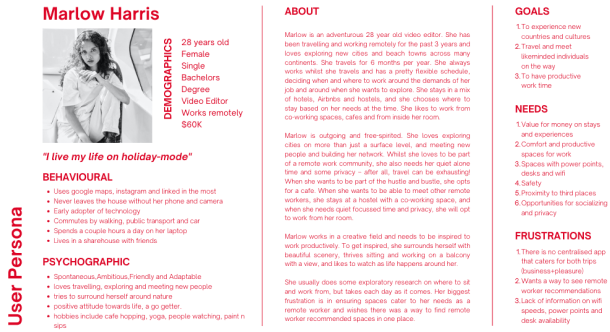 Marlow Harris
DEMOGRAPHICS
28 years old
Female
Single
Bachelors
Degree
Video Editor
Works remotely
$60K
"I live my life on holiday-mode"
BEHAVIOURAL
Uses google maps, instagram and linked in the most
Never leaves the house without her phone and camera
Early adopter of technology
Commutes by walking, public transport and car
Spends a couple hours a day on her laptop
Lives in a sharehouse with friends
PSYCHOGRAPHIC
Spontaneous,Ambitious,Friendly and Adaptable
loves travelling, exploring and meeting new people
tries to surround herself around nature
positive attitude towards life, a go getter..
hobbies include cafe hopping, yoga, people watching, paint n
sips
User Persona
ABOUT
Marlow is an adventurous 28 year old video editor. She has
been travelling and working remotely for the past 3 years and
loves exploring new cities and beach towns across many
continents. She travels for 6 months per year. She always
works whilst she travels and has a pretty flexible schedule,
deciding when and where to work around the demands of her
job and around when she wants to explore. She stays in a mix
of hotels, Airbnbs and hostels, and she chooses where to
stay based on her needs at the time. She likes to work from
co-working spaces, cafes and from inside her room.
Marlow is outgoing and free-spirited. She loves exploring
cities on more than just a surface level, and meeting new
people and building her network. Whilst she loves to be part
of a remote work community, she also needs her quiet alone
time and some privacy – after all, travel can be exhausting!
When she wants to be part of the hustle and bustle, she opts
for a cafe. When she wants to be able to meet other remote
workers, she stays at a hostel with a co-working space, and
when she needs quiet focussed time and privacy, she will opt
to work from her room.
Marlow works in a creative field and needs to be inspired to
work productively. To get inspired, she surrounds herself with
beautiful scenery, thrives sitting and working on a balcony
with a view, and likes to watch as life happens around her.
She usually does some exploratory research on where to sit
and work from, but takes each day as it comes. Her biggest
frustration is in ensuring spaces cater to her needs as a
remote worker and wishes there was a way to find remote
worker recommended spaces in one place.
GOALS
1.To experience new
countries and cultures
2.Travel and meet
likeminded individuals
on the way
3.To have productive
work time
NEEDS
1.Value for money on stays
and experiences
2.Comfort and productive
spaces for work
3.Spaces with power points,
desks and wifi
4.Safety
5.Proximity to third places
6.Opportunities for socializing
and privacy
FRUSTRATIONS
1.There is no centralised app
that caters for both trips
(business+pleasure)
2.Wants a way to see remote
worker recommendations
3.Lack of information on wifi
speeds, power points and
desk availability